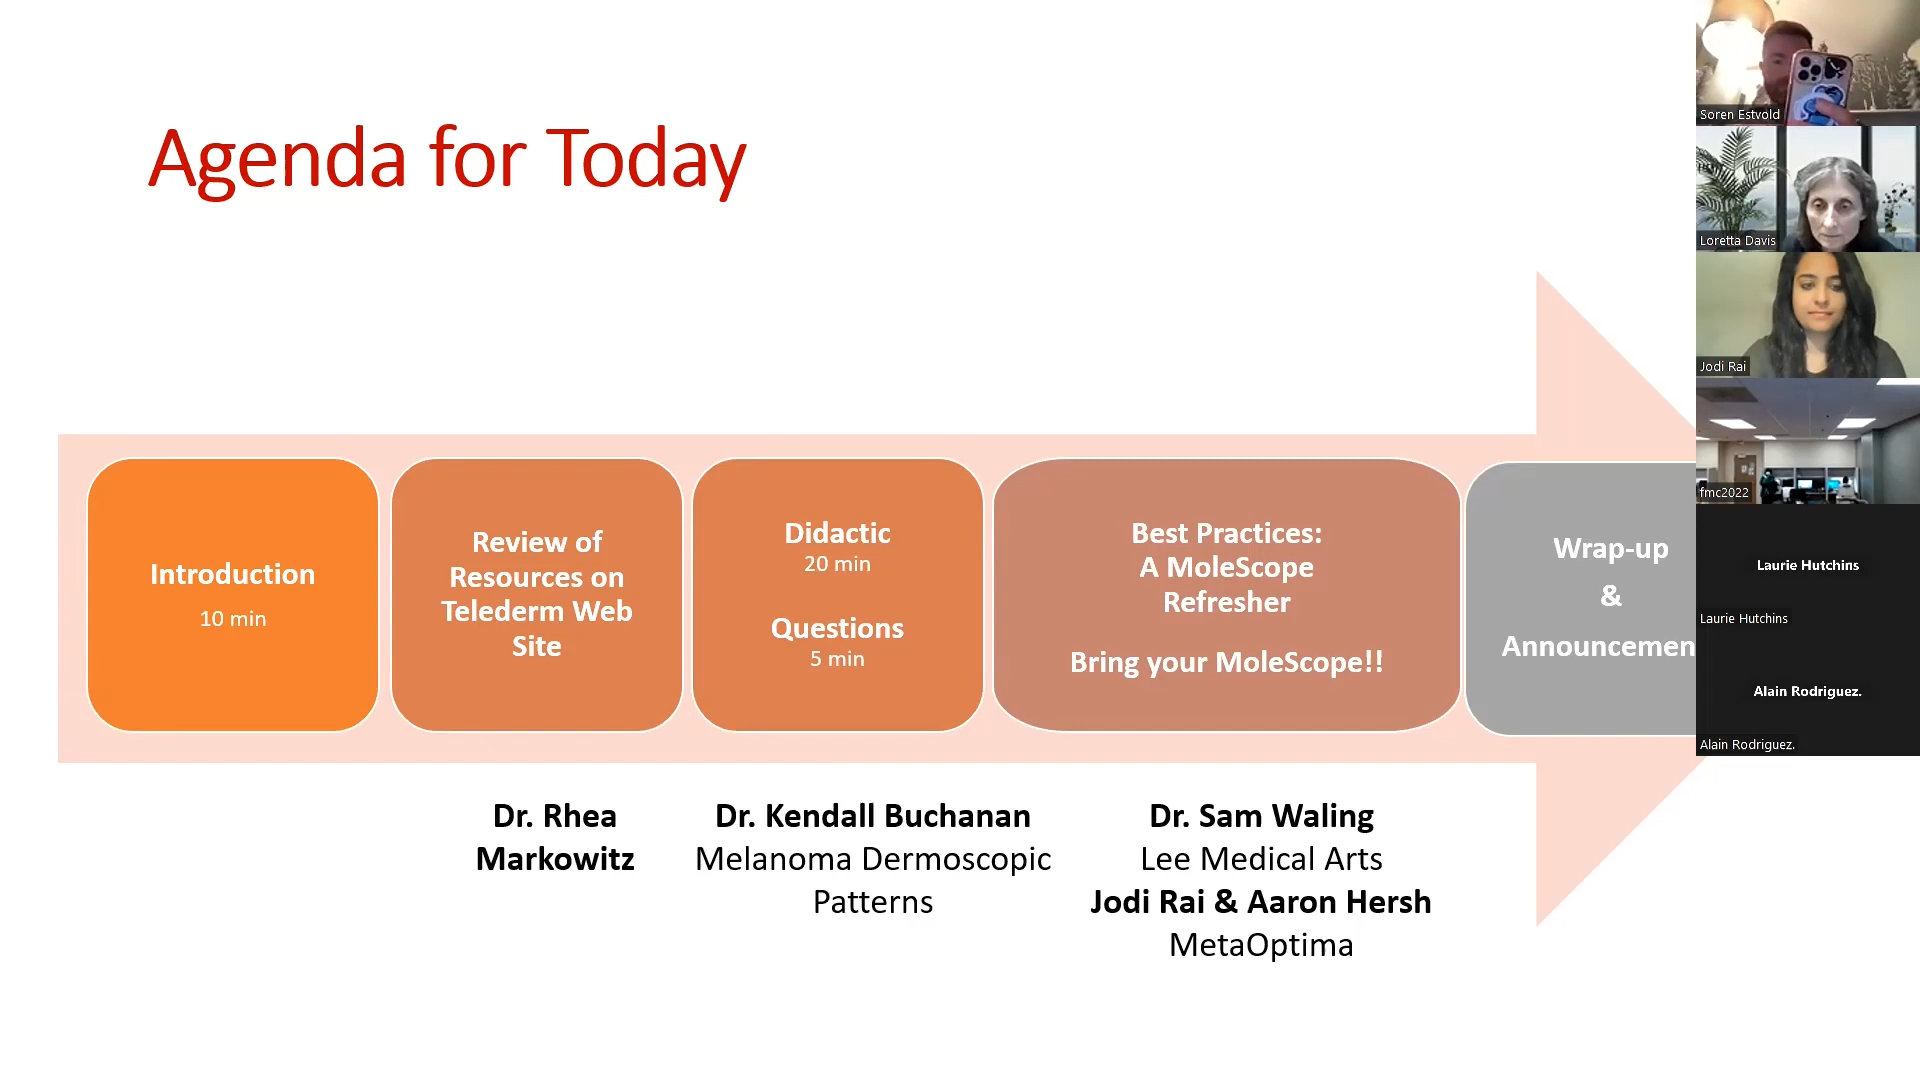 Agenda for Today
Introduction
10 min
Review of
Resources on
Telederm Web
Site
Didactic
20 min
Questions
5 min
Best Practices:
A MoleScope
Refresher
Bring your MoleScope!!
Wrap-up
&
Announcemen
Dr. Rhea
Markowitz
Dr. Kendall Buchanan
Melanoma Dermoscopic
Patterns
Dr. Sam Waling
Lee Medical Arts
Jodi Rai & Aaron Hersh
MetaOptima
Soren Estvold
Loretta Davis
Jodi Rai
fmc2022
Laurie Hutchins
Laurie Hutchins
Alain Rodriguez.
Alain Rodriguez.